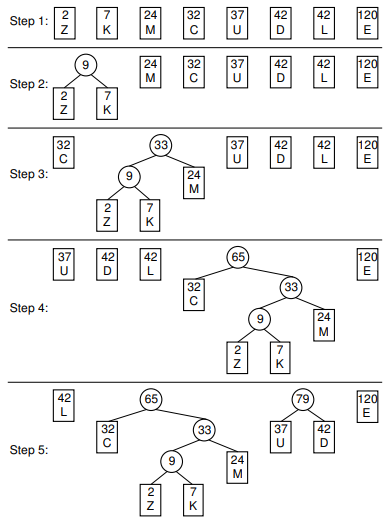 Step 1: 2 7 24 32 37 42 42 120
Z K M C U D L E
9
Step 2: 24 32 37 42 42 120
M C U D L E
2 7
Z K
32 33 37 42 42 120
C U D L E
Step 3: 9 24
M
2 7
Z K
37 42 42 65 120
U D L E
32 33
C
Step 4: 9 24
M
2 7
Z K
42 65 79 120
L E
32 33 37 42
C U D
Step 5: 9 24
M
2 7
Z K